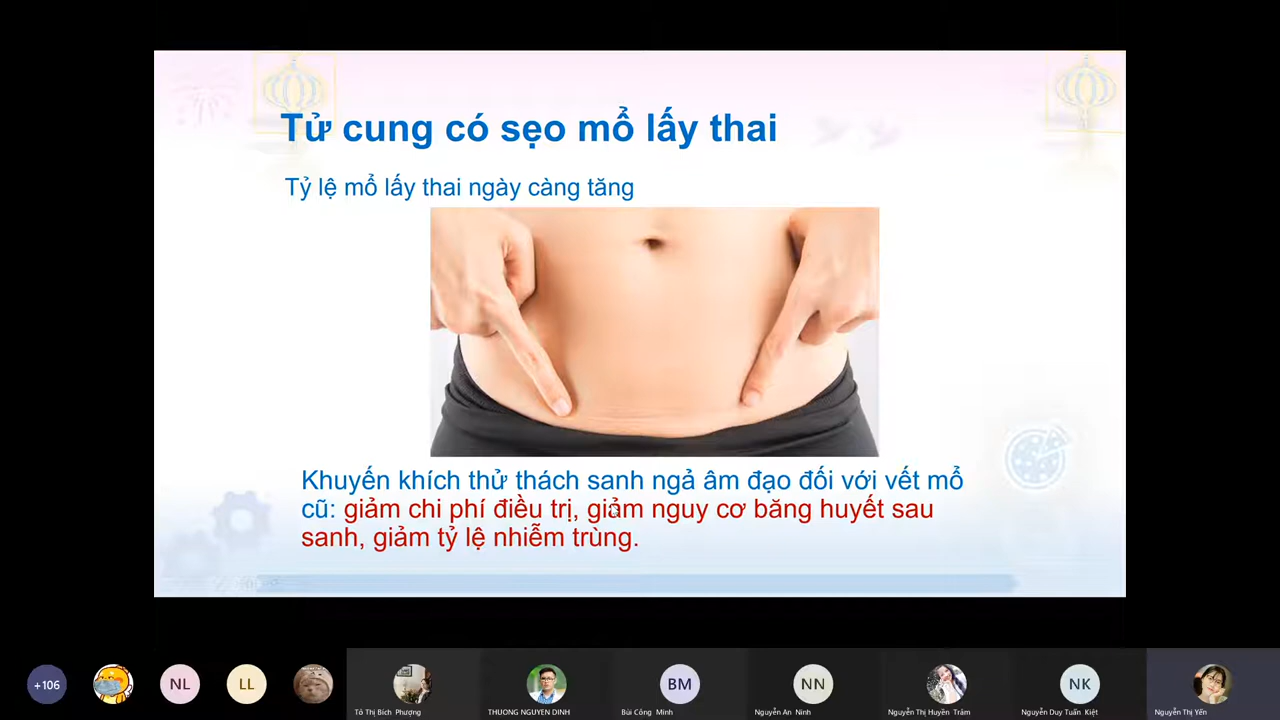 Tử cung có sẹo mổ lấy thai
Tỷ lệ mổ lấy thai ngày càng tăng
Khuyến khích thử thách sanh ngả âm đạo đối với vết mổ
cũ: giảm chi phí điều trị, giảm nguy cơ băng huyết sau
sanh, giảm tỷ lệ nhiễm trùng.
+106
NL
LL
BM
NN
NK
Tô Thị Bích Phượng
THUONG NGUYEN DINH
Bùi Công Minh
Nguyễn An Ninh
Nguyễn Thị Huyền Trâm
Nguyễn Duy Tuấn Kiệt
Nguyễn Thị Yến